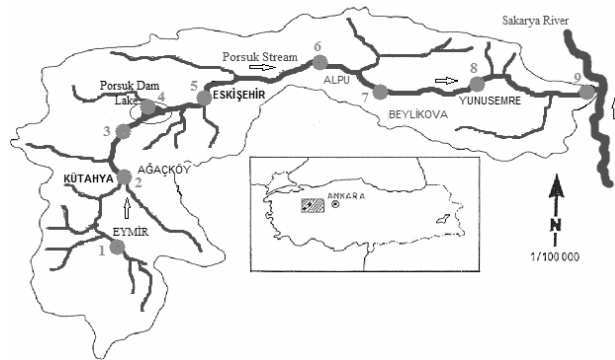 Sakarya River
6
Porsuk Stream
ALPU
8
Porsuk Dam
Lake
4
5
ESKİŞEHİR
7
YUNUSEMRE
9
BEYLİKOVA
3
KÜTAHYA
AĞAÇKÖY
2
ANKARA
EYMİR
1
N
1/100 000